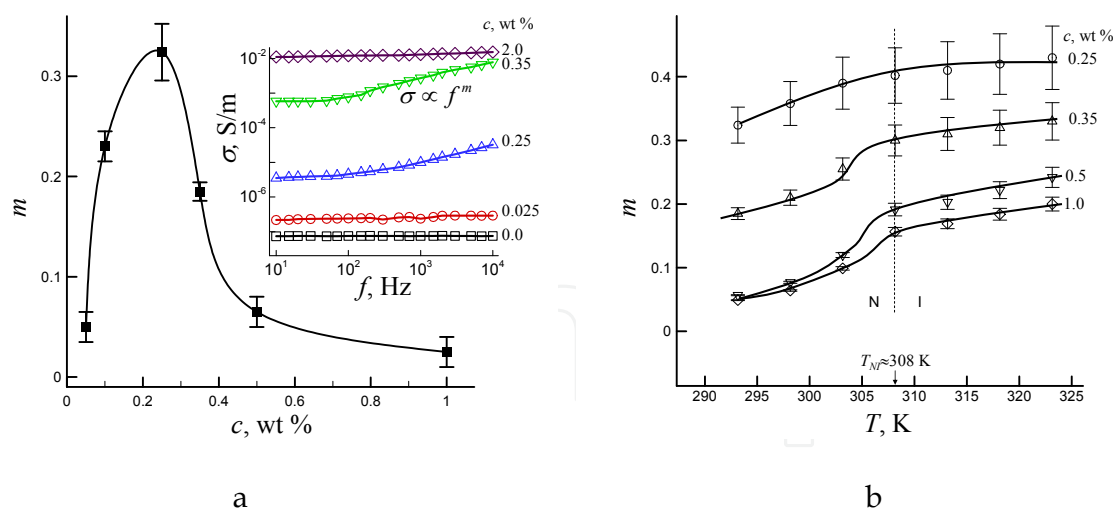 c, wt %
2.0
0.35
σ ∝ f^m
0.25
0.025
0.0
10^-2
10^-4
10^-6
σ, S/m
10^1 10^2 10^3 10^4
f, Hz
0.3
0.2
0.1
0
m
0 0.2 0.4 0.6 0.8 1
c, wt %
a
c, wt %
0.25
0.35
0.5
1.0
0.4
0.3
0.2
0.1
0
m
N I
T_NI≈308 K
290 295 300 305 310 315 320 325
T, K
b